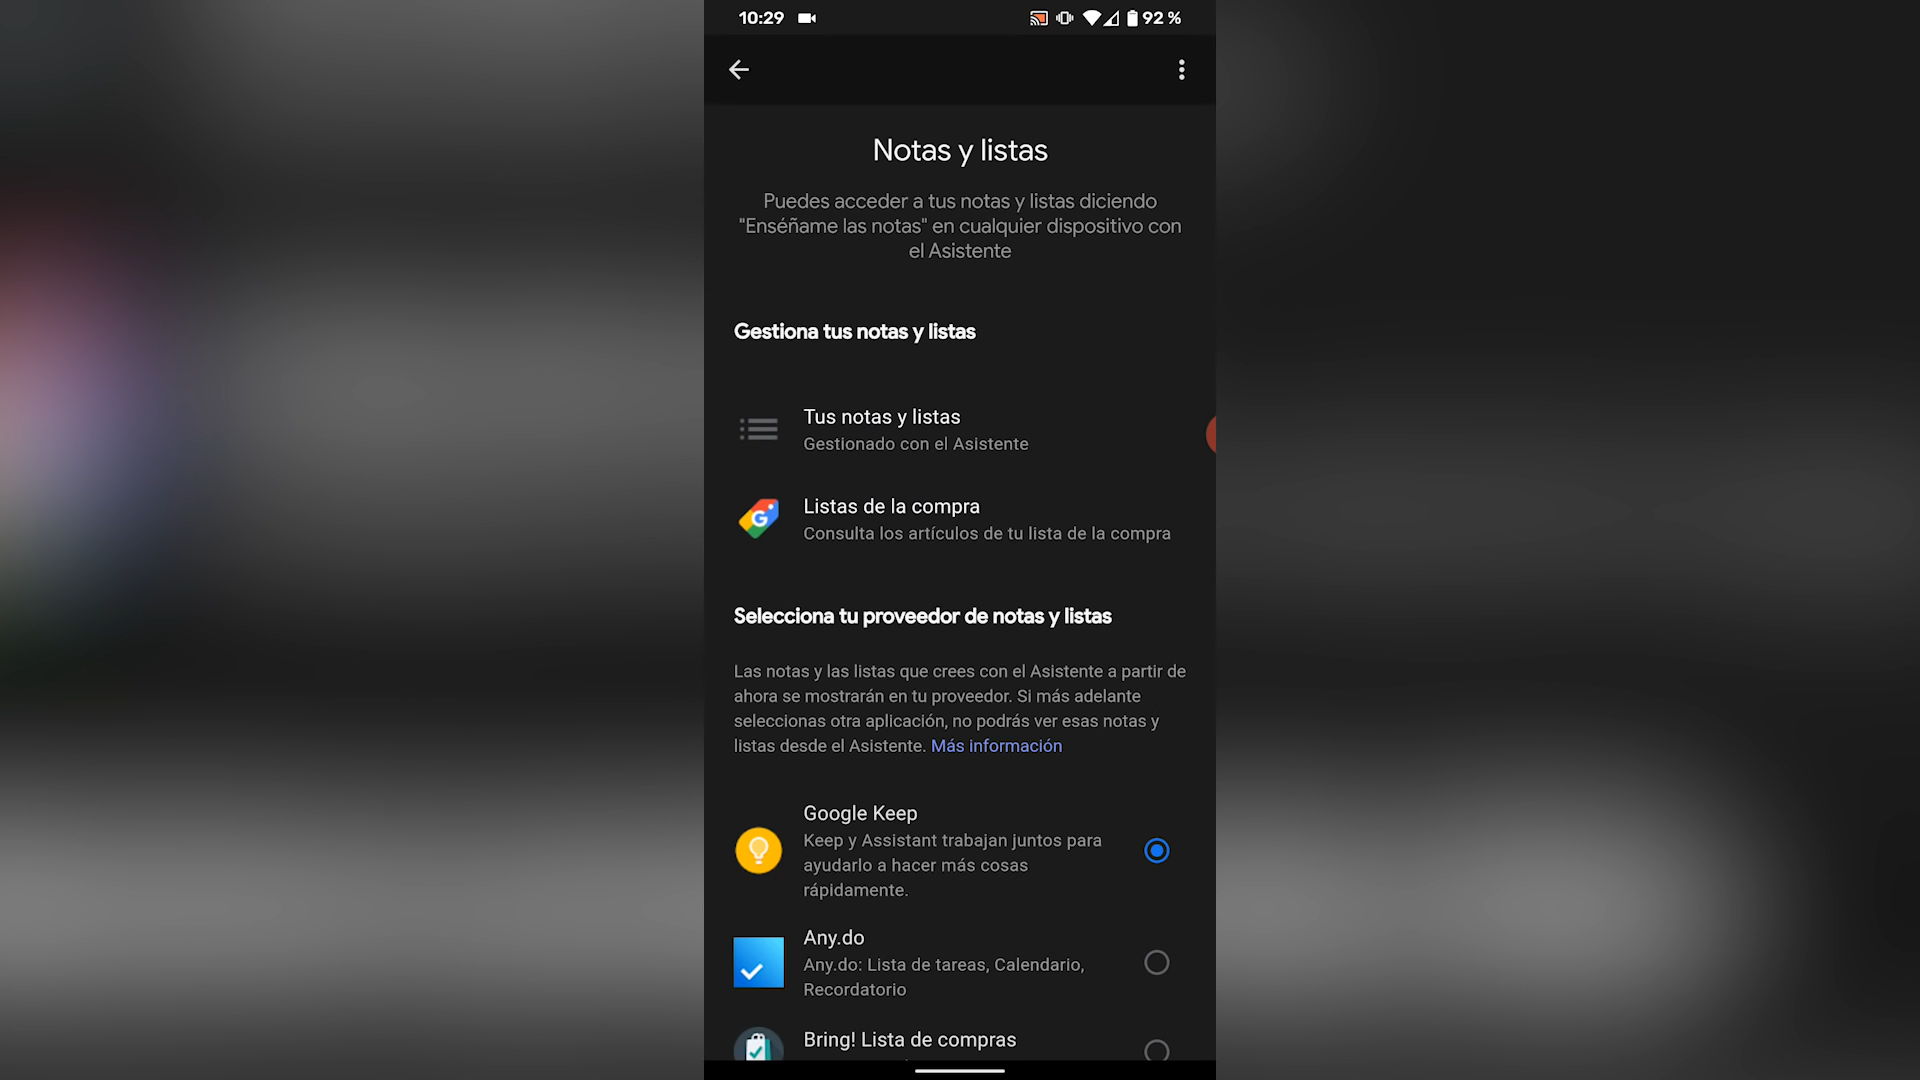 10:29
92 %
Notas y listas
Puedes acceder a tus notas y listas diciendo
"Enséñame las notas" en cualquier dispositivo con
el Asistente
Gestiona tus notas y listas
Tus notas y listas
Gestionado con el Asistente
Listas de la compra
Consulta los artículos de tu lista de la compra
Selecciona tu proveedor de notas y listas
Las notas y las listas que crees con el Asistente a partir de
ahora se mostrarán en tu proveedor. Si más adelante
seleccionas otra aplicación, no podrás ver esas notas y
listas desde el Asistente. Más información
Google Keep
Keep y Assistant trabajan juntos para
ayudarlo a hacer más cosas
rápidamente.
Any.do
Any.do: Lista de tareas, Calendario,
Recordatorio
Bring! Lista de compras